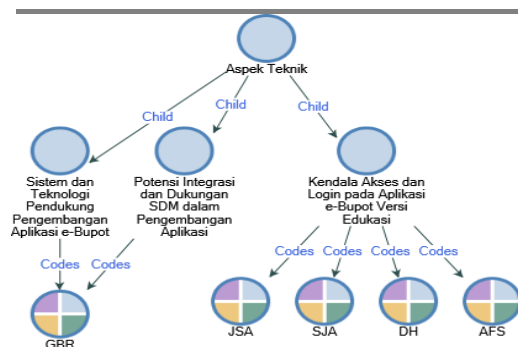 Aspek Teknik
Child
Child
Child
Sistem dan
Teknologi
Pendukung
Pengembangan
Aplikasi e-Bupot
Potensi Integrasi
dan Dukungan
SDM dalam
Pengembangan
Aplikasi
Kendala Akses dan
Login pada Aplikasi
e-Bupot Versi
Edukasi
Codes
Codes
Codes
Codes
Codes
Codes
GBR
JSA
SJA
DH
AFS